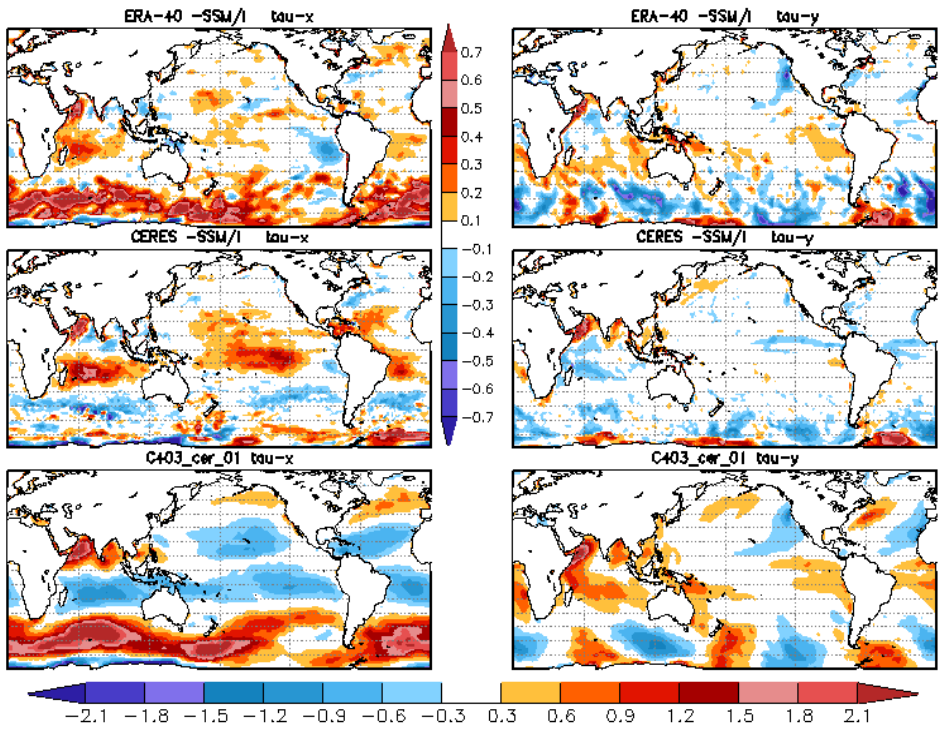 ERA-40 -SSM/I tau-x
ERA-40 -SSM/I tau-y
0.7
0.6
0.5
0.4
0.3
0.2
0.1
-0.1
-0.2
-0.3
-0.4
-0.5
-0.6
-0.7
CERES -SSM/I tau-x
CERES -SSM/I tau-y
C403_cer_01 tau-x
C403_cer_01 tau-y
-2.1 -1.8 -1.5 -1.2 -0.9 -0.6 -0.3 0.3 0.6 0.9 1.2 1.5 1.8 2.1